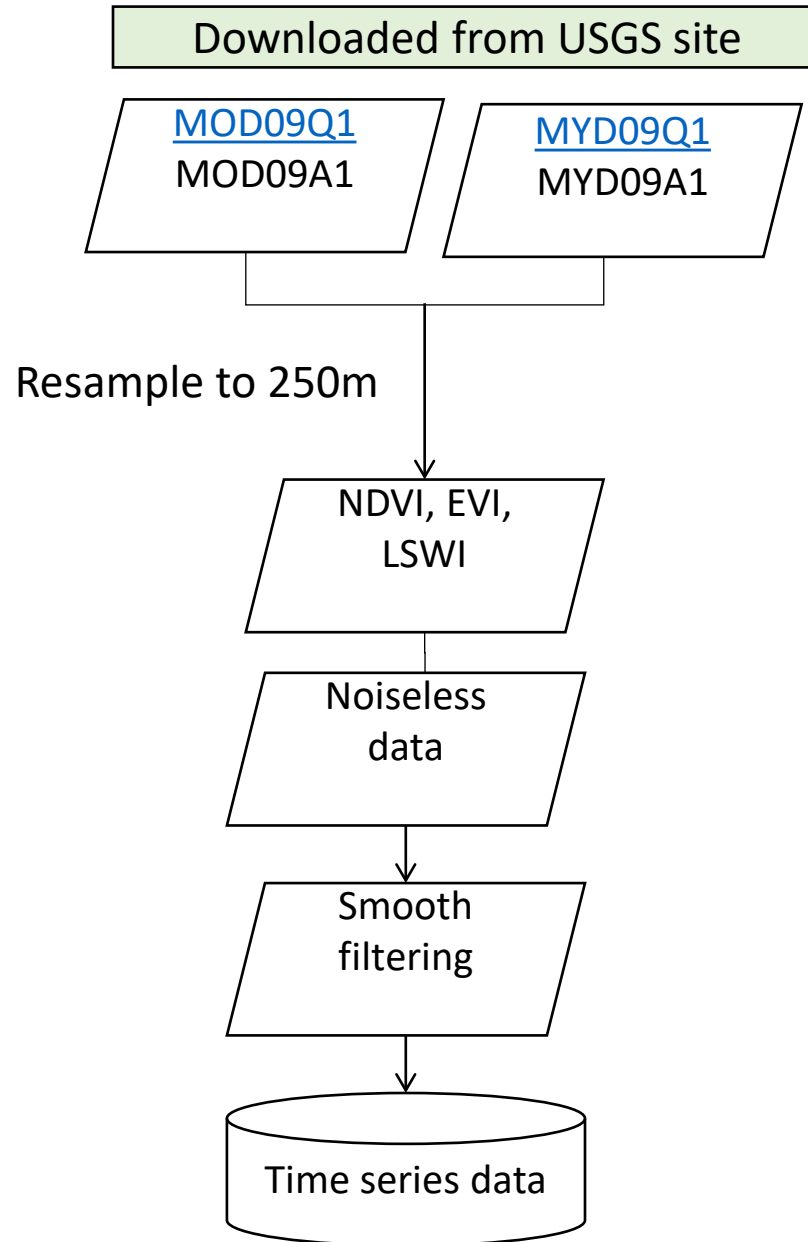 Downloaded from USGS site
MOD09Q1
MOD09A1
MYD09Q1
MYD09A1
Resample to 250m
NDVI, EVI,
LSWI
Noiseless
data
Smooth
filtering
Time series data